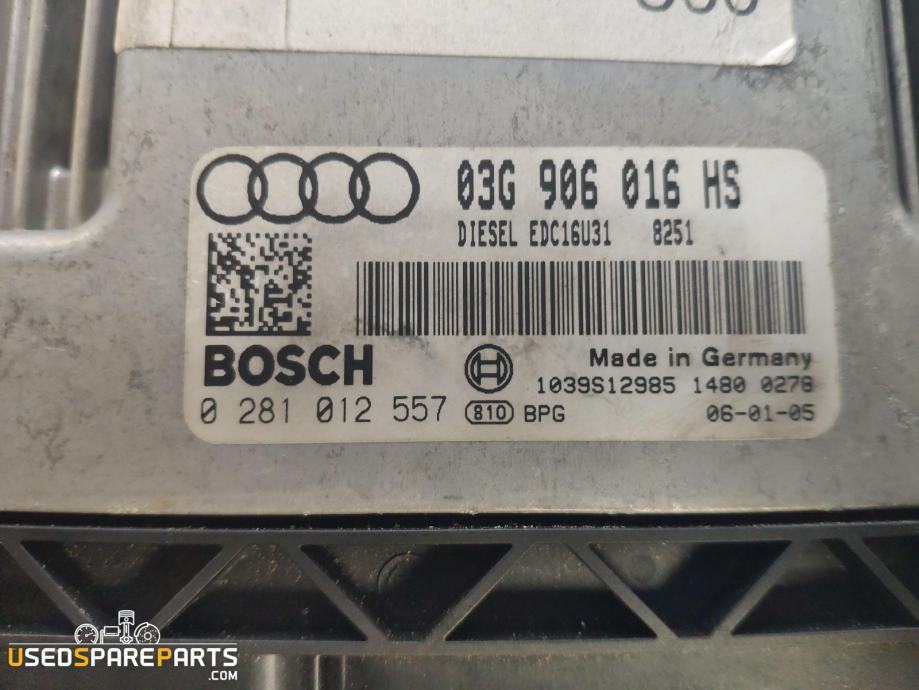 03G 906 016 HS
DIESEL EDC16U31 8251
BOSCH
Made in Germany
1039S12985 1480 0278
0 281 012 557 810 BPG 06-01-05
USEDSPAREPARTS
.COM